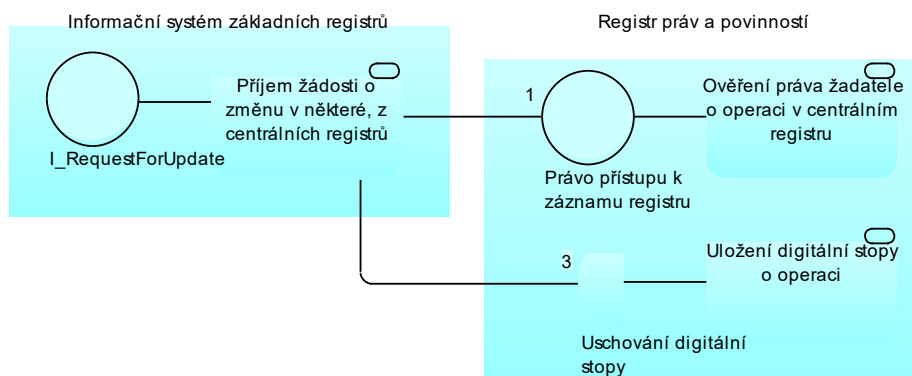 Informační systém základních registrů
Registr práv a povinností
Příjem žádosti o
změnu v některé, z
centrálních registrů
I_RequestForUpdate
1
Právo přístupu k
záznamu registru
Ověření práva žadatele
o operaci v centrálním
registru
3
Uschování digitální
stopy
Uložení digitální stopy
o operaci